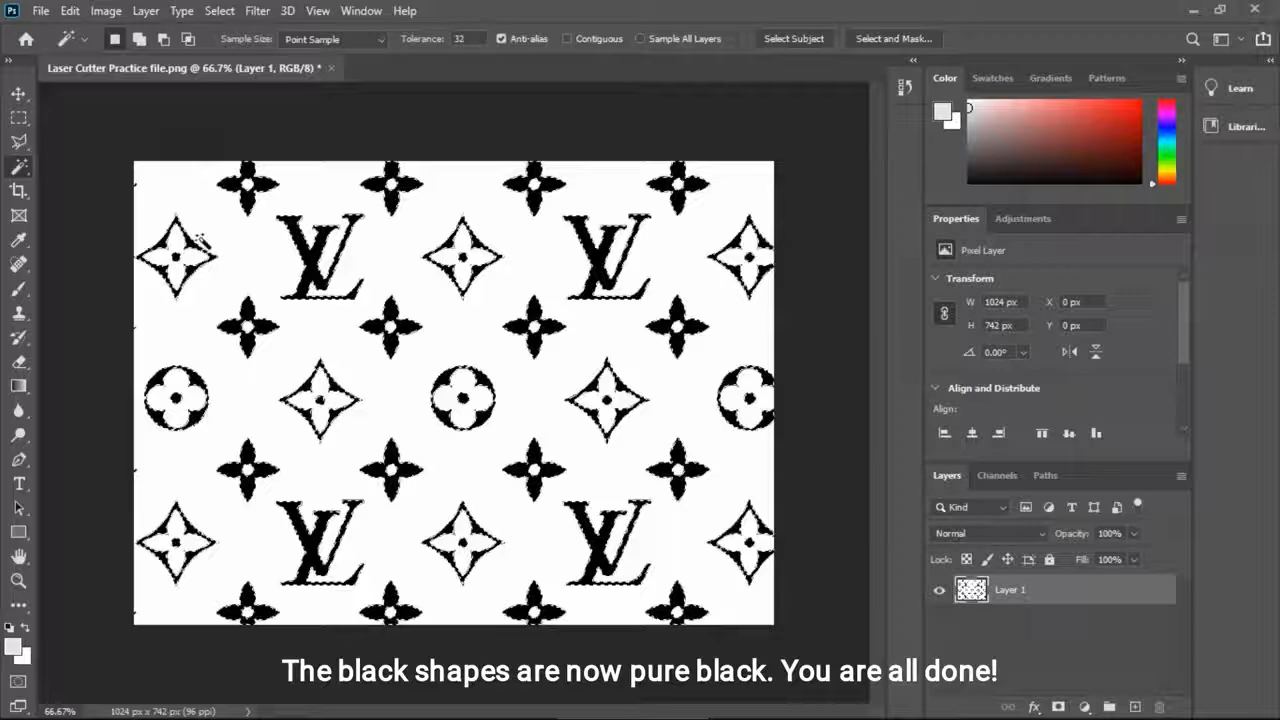 Ps File Edit Image Layer Type Select Filter 3D View Window Help
Sample Size: Point Sample Tolerance: 32 Anti-alias Contiguous Sample All Layers Select Subject Select and Mask...
Laser Cutter Practice file.png @ 66.7% (Layer 1, RGB/8) *
Color Swatches Gradients Patterns
Learn
Librari...
Properties Adjustments
Pixel Layer
Transform
W 1024 px X 0 px
H 742 px Y 0 px
0.00°
Align and Distribute
Align:
Layers Channels Paths
Kind
Normal Opacity: 100%
Lock: Fill: 100%
Layer 1
LV LV
LV LV
The black shapes are now pure black. You are all done!
66.67% 1024 px x 742 px (96 ppi)